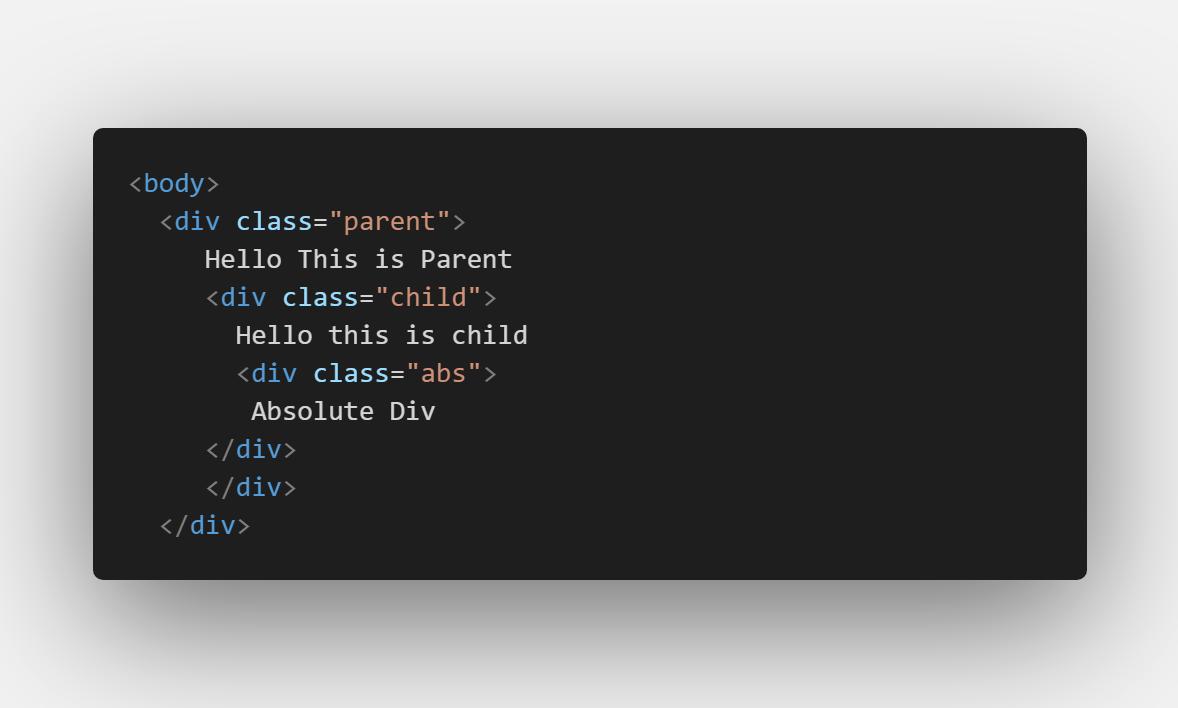 <body>
  <div class="parent">
     Hello This is Parent
     <div class="child">
       Hello this is child
       <div class="abs">
        Absolute Div
     </div>
     </div>
  </div>